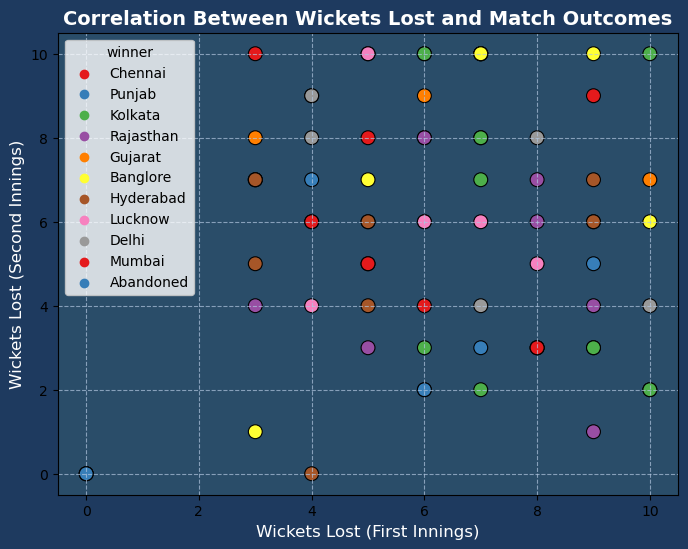 Correlation Between Wickets Lost and Match Outcomes
winner
Chennai
Punjab
Kolkata
Rajasthan
Gujarat
Banglore
Hyderabad
Lucknow
Delhi
Mumbai
Abandoned
Wickets Lost (Second Innings)
10
8
6
4
2
0
0 2 4 6 8 10
Wickets Lost (First Innings)